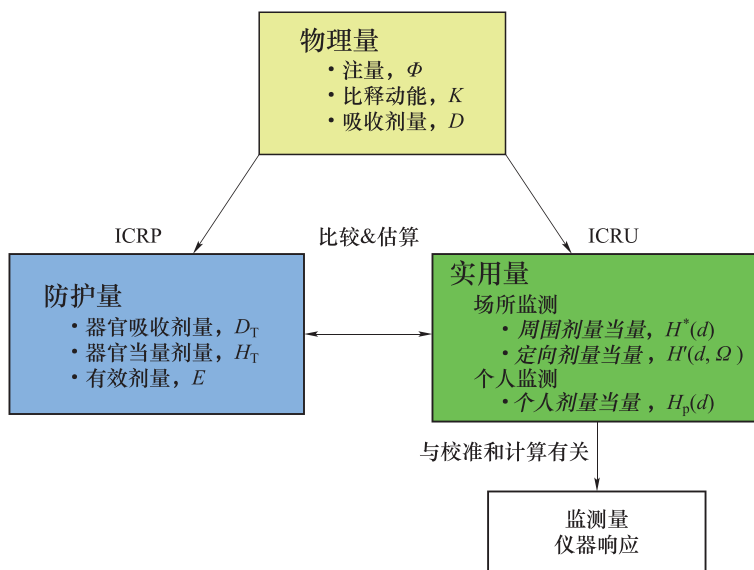 物理量
・注量，Φ
・比释动能，K
・吸收剂量，D
ICRP
比较&估算
ICRU
防护量
・器官吸收剂量，D_T
・器官当量剂量，H_T
・有效剂量，E
实用量
场所监测
・周围剂量当量，H*(d)
・定向剂量当量，H′(d, Ω)
个人监测
・个人剂量当量，H_p(d)
与校准和计算有关
监测量
仪器响应